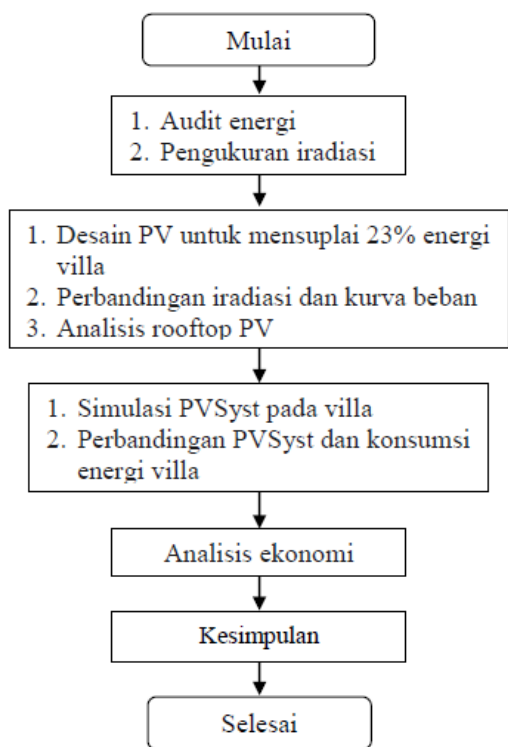 Mulai
1. Audit energi
2. Pengukuran iradiasi
1. Desain PV untuk mensuplai 23% energi
villa
2. Perbandingan iradiasi dan kurva beban
3. Analisis rooftop PV
1. Simulasi PVSyst pada villa
2. Perbandingan PVSyst dan konsumsi
energi villa
Analisis ekonomi
Kesimpulan
Selesai